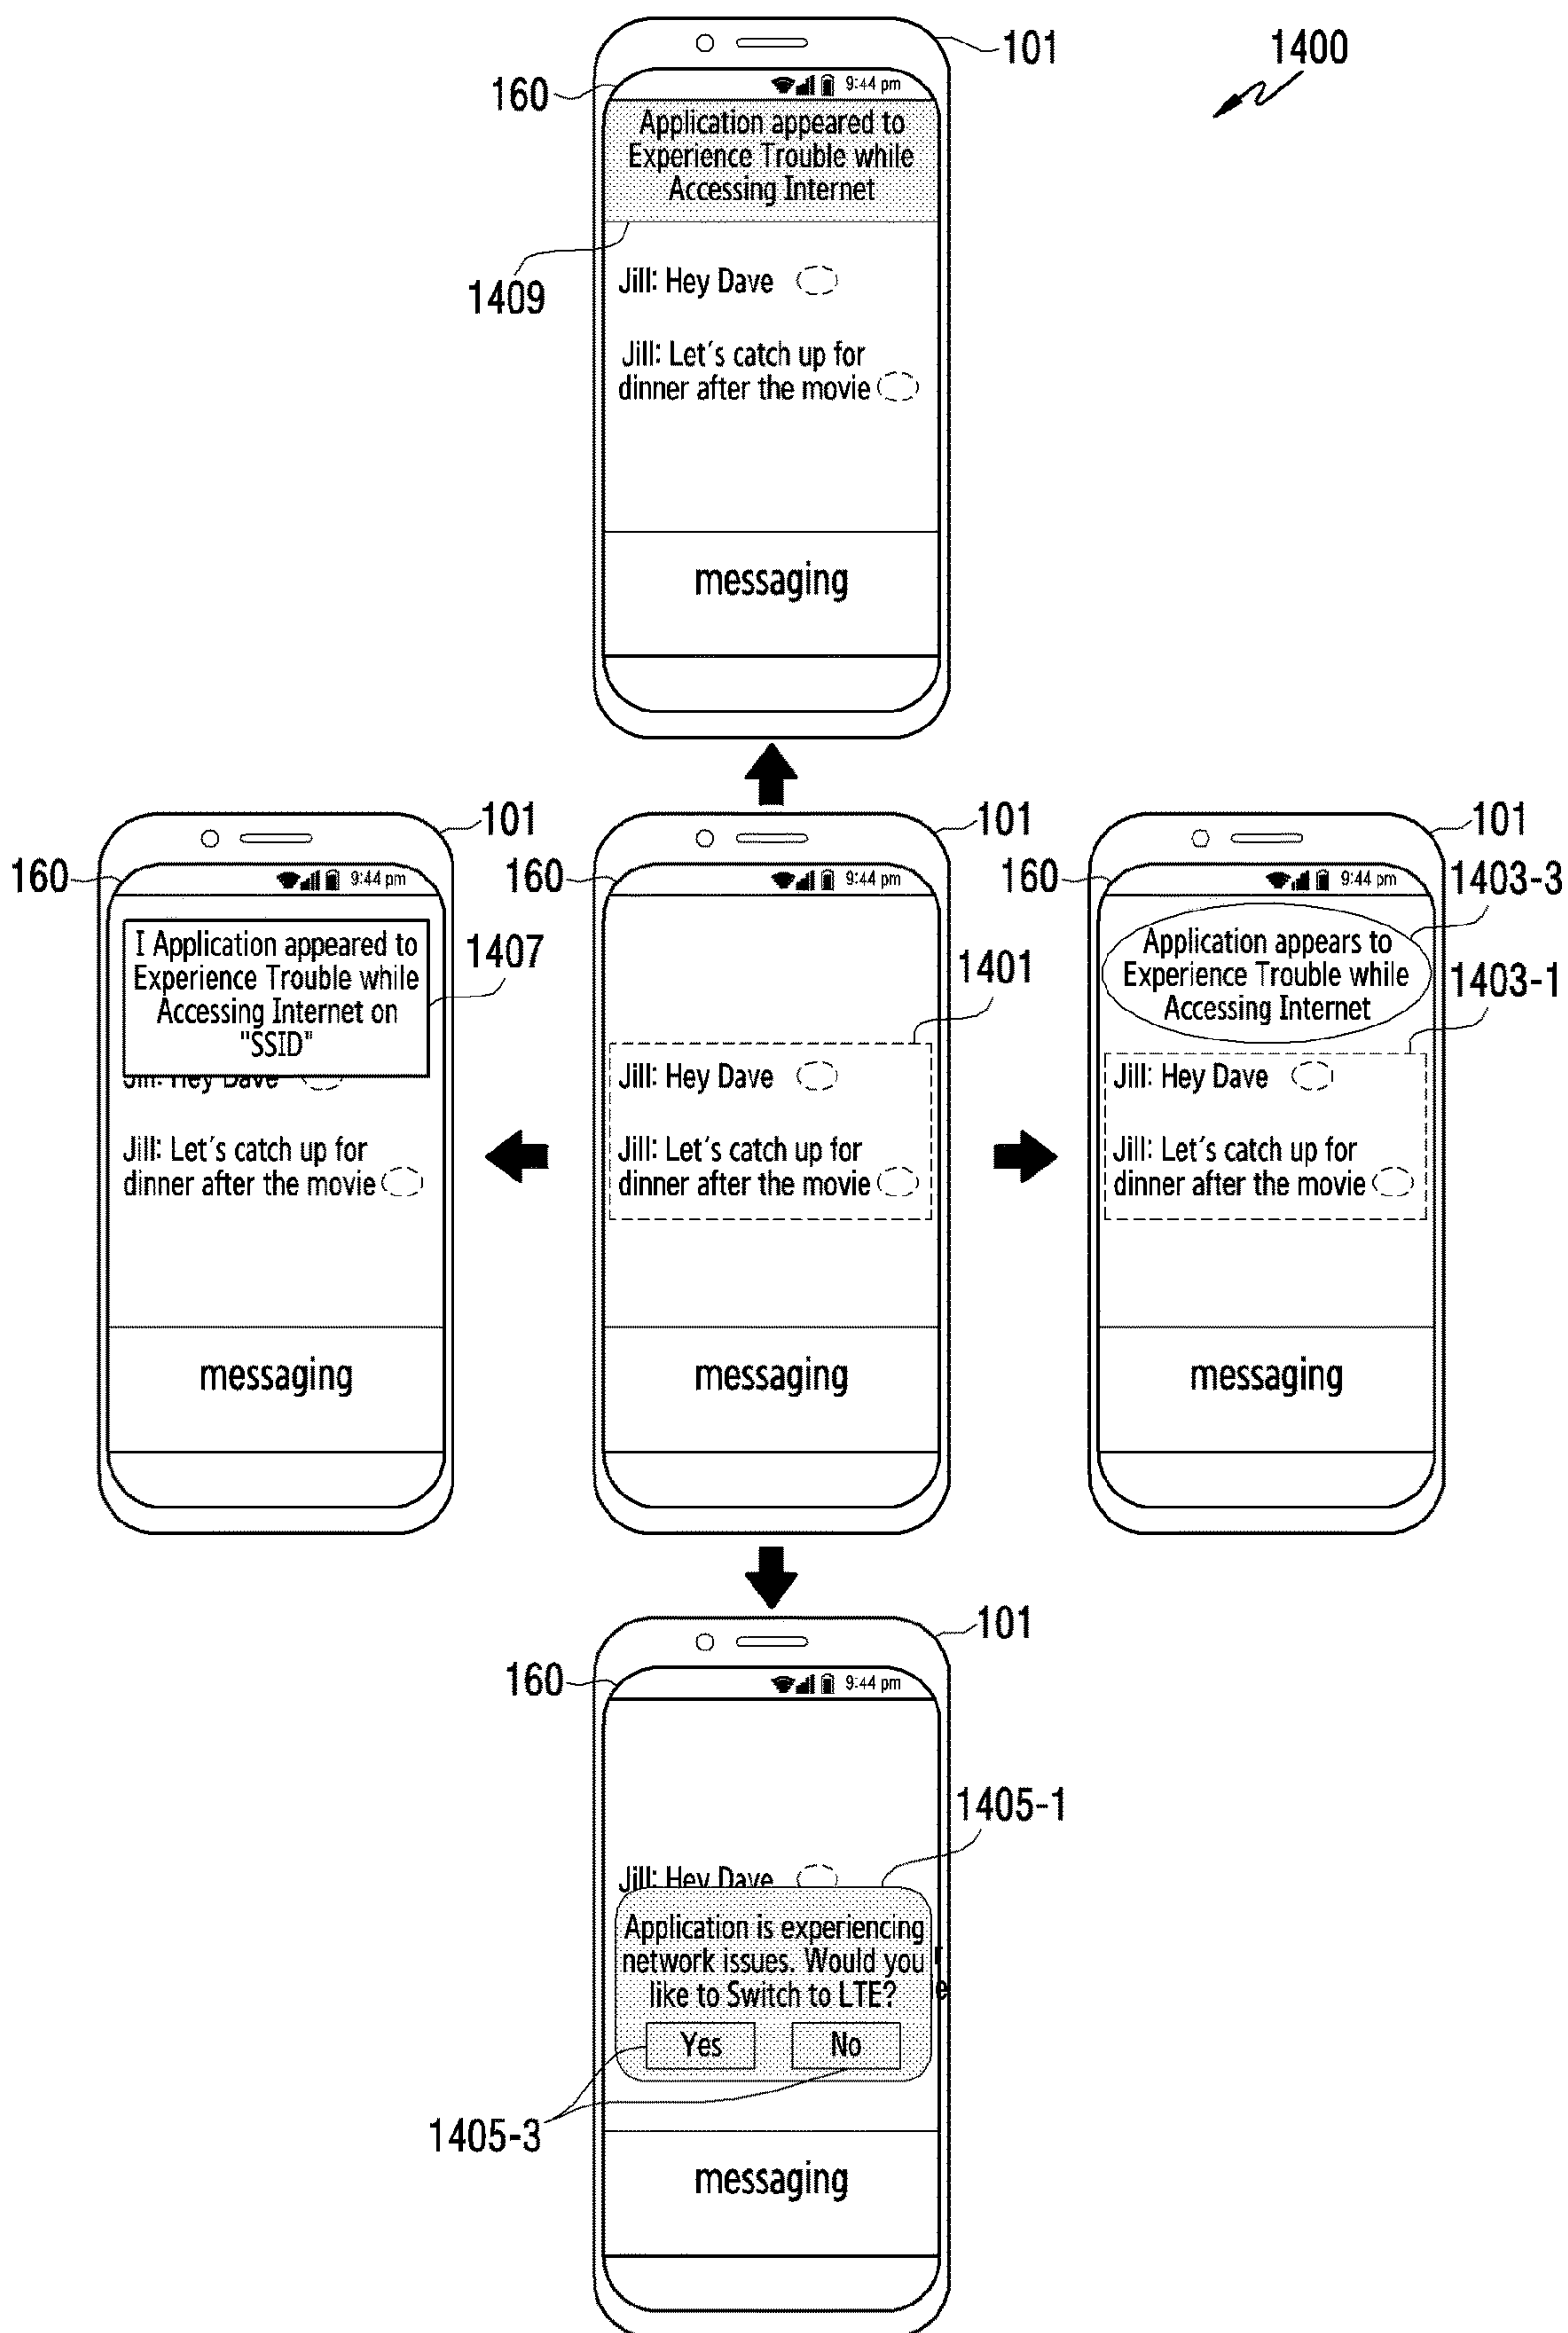 101
1400
160
9:44 pm
Application appeared to
Experience Trouble while
Accessing Internet
1409
Jill: Hey Dave
Jill: Let's catch up for
dinner after the movie
messaging
101
160
9:44 pm
I Application appeared to
Experience Trouble while
Accessing Internet on
"SSID"
1407
Jill: Hey Dave
Jill: Let's catch up for
dinner after the movie
messaging
101
160
9:44 pm
1401
Jill: Hey Dave
Jill: Let's catch up for
dinner after the movie
messaging
101
160
9:44 pm
1403-3
Application appears to
Experience Trouble while
Accessing Internet
1403-1
Jill: Hey Dave
Jill: Let's catch up for
dinner after the movie
messaging
101
160
9:44 pm
1405-1
Jill: Hey Dave
Application is experiencing
network issues. Would you
like to Switch to LTE?
r
e
Yes No
1405-3
messaging